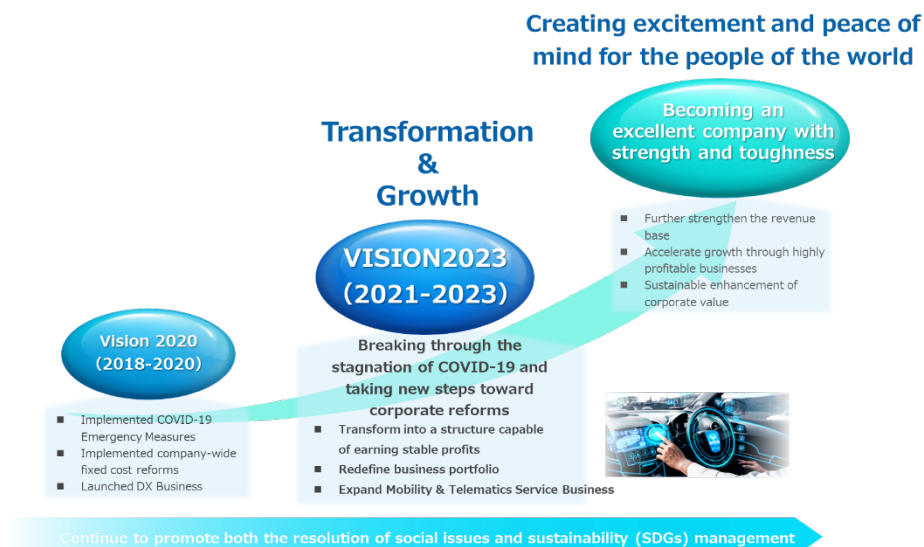 Creating excitement and peace of
mind for the people of the world
Becoming an
excellent company with
strength and toughness
■ Further strengthen the revenue
base
■ Accelerate growth through highly
profitable businesses
■ Sustainable enhancement of
corporate value
Transformation
&
Growth
VISION2023
(2021-2023)
Breaking through the
stagnation of COVID-19 and
taking new steps toward
corporate reforms
■ Transform into a structure capable
of earning stable profits
■ Redefine business portfolio
■ Expand Mobility & Telematics Service Business
Vision 2020
(2018-2020)
■ Implemented COVID-19
Emergency Measures
■ Implemented company-wide
fixed cost reforms
■ Launched DX Business
Continue to promote both the resolution of social issues and sustainability (SDGs) management